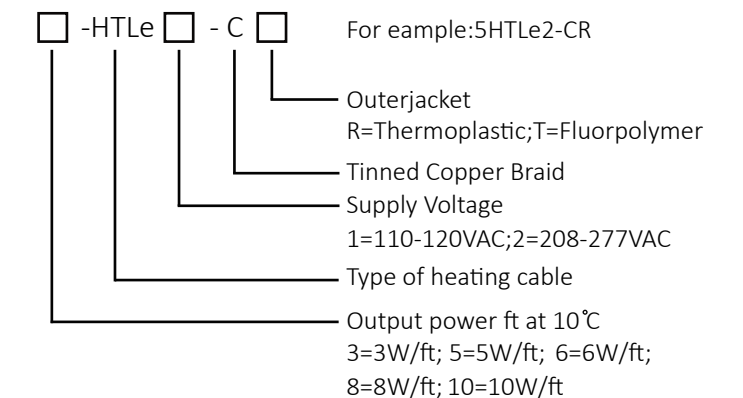 □ -HTLe □ - C □ For eample:5HTLe2-CR
Outerjacket
R=Thermoplastic;T=Fluorpolymer
Tinned Copper Braid
Supply Voltage
1=110-120VAC;2=208-277VAC
Type of heating cable
Output power ft at 10℃
3=3W/ft; 5=5W/ft; 6=6W/ft;
8=8W/ft; 10=10W/ft